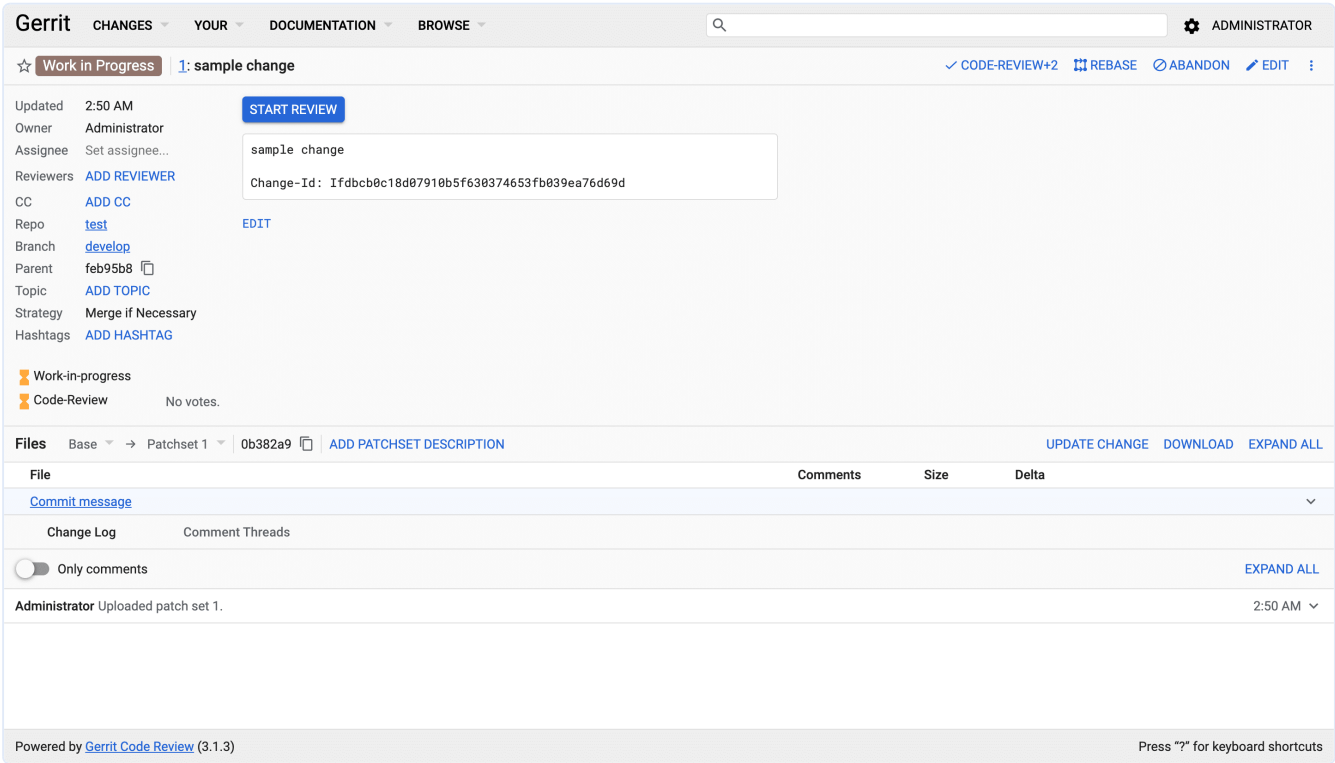 Gerrit CHANGES YOUR DOCUMENTATION BROWSE ADMINISTRATOR
Work in Progress 1: sample change CODE-REVIEW+2 REBASE ABANDON EDIT
Updated 2:50 AM
START REVIEW
Owner Administrator
Assignee Set assignee...
sample change
Reviewers ADD REVIEWER
Change-Id: Ifdbcb0c18d07910b5f630374653fb039ea76d69d
CC ADD CC
Repo test
EDIT
Branch develop
Parent feb95b8
Topic ADD TOPIC
Strategy Merge if Necessary
Hashtags ADD HASHTAG
Work-in-progress
Code-Review No votes.
Files Base → Patchset 1 0b382a9 ADD PATCHSET DESCRIPTION UPDATE CHANGE DOWNLOAD EXPAND ALL
File Comments Size Delta
Commit message
Change Log Comment Threads
Only comments EXPAND ALL
Administrator Uploaded patch set 1. 2:50 AM
Powered by Gerrit Code Review (3.1.3) Press “?” for keyboard shortcuts